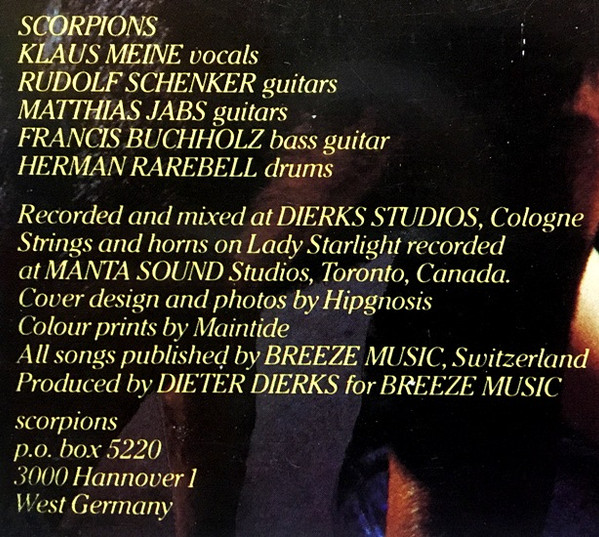 SCORPIONS
KLAUS MEINE vocals
RUDOLF SCHENKER guitars
MATTHIAS JABS guitars
FRANCIS BUCHHOLZ bass guitar
HERMAN RAREBELL drums
Recorded and mixed at DIERKS STUDIOS, Cologne
Strings and horns on Lady Starlight recorded
at MANTA SOUND Studios, Toronto, Canada.
Cover design and photos by Hipgnosis
Colour prints by Maintide
All songs published by BREEZE MUSIC, Switzerland
Produced by DIETER DIERKS for BREEZE MUSIC
scorpions
p.o. box 5220
3000 Hannover 1
West Germany